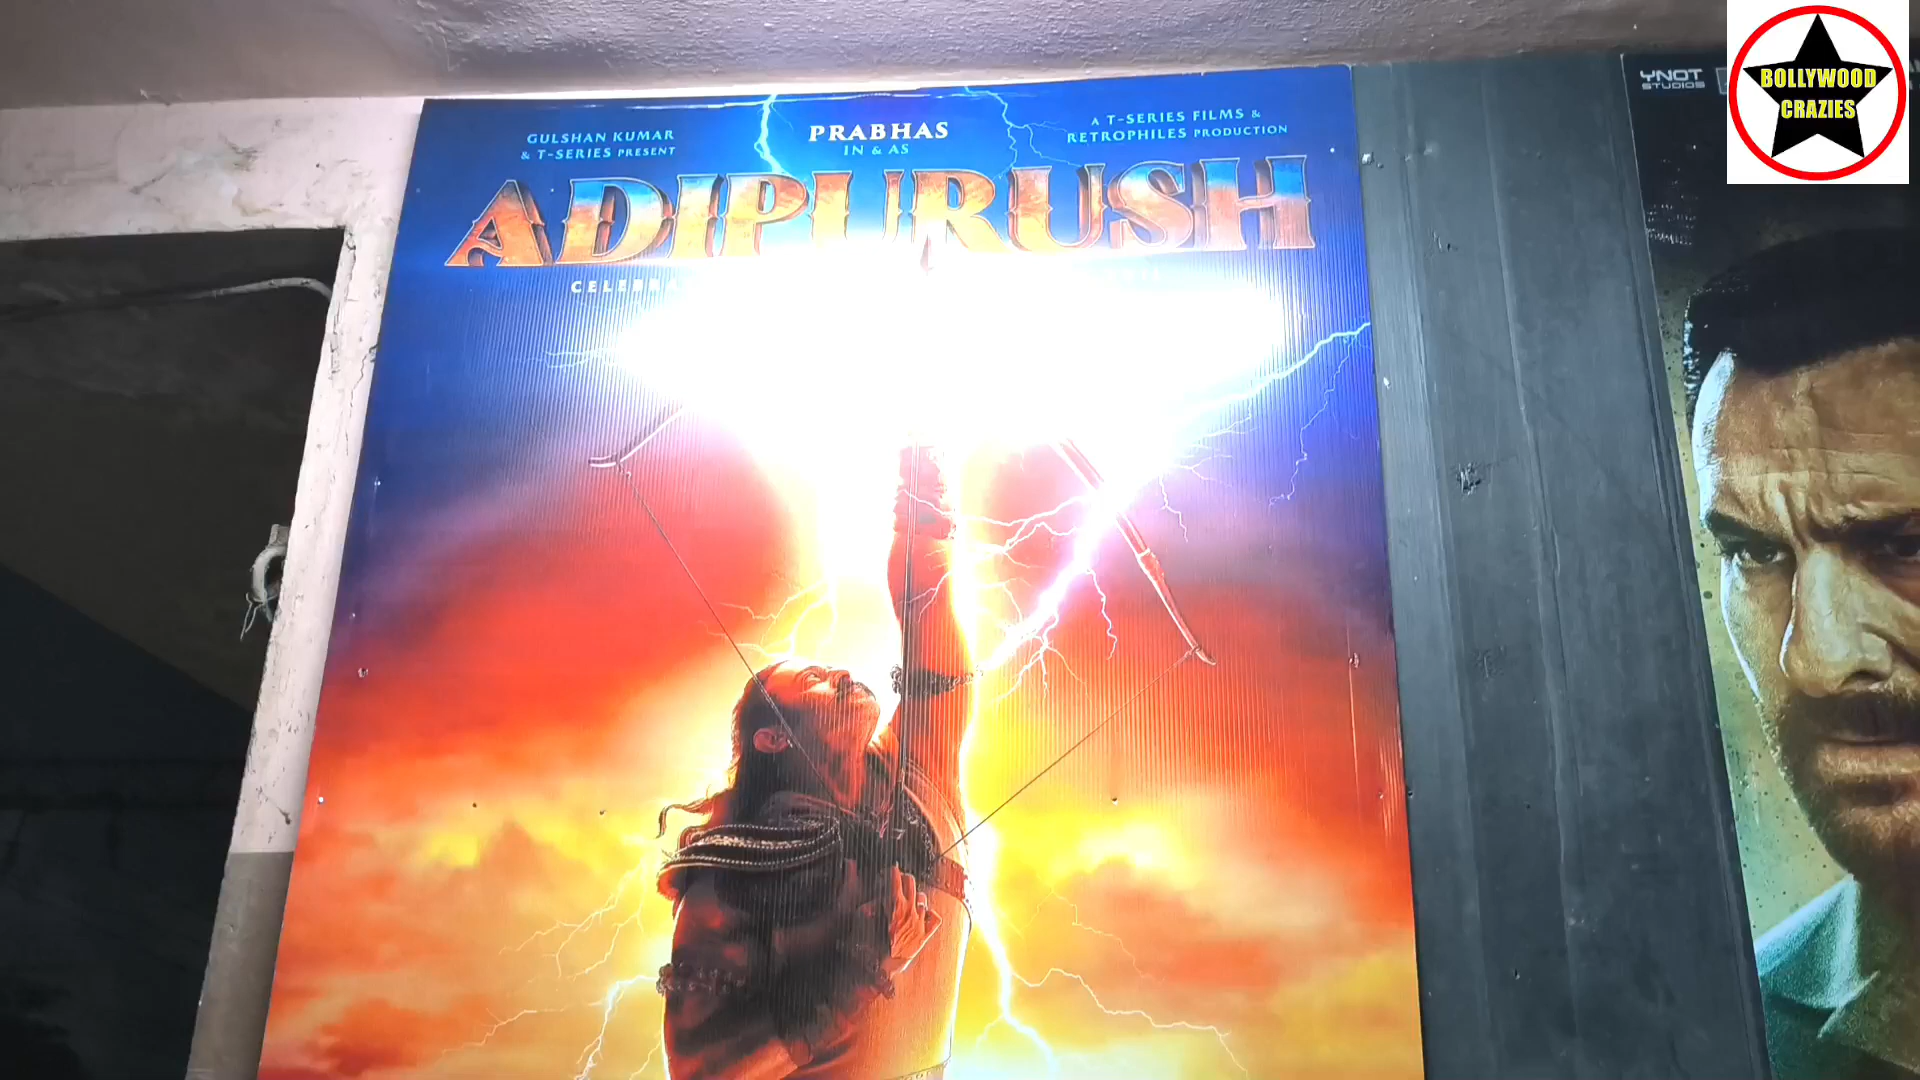 GULSHAN KUMAR
& T-SERIES PRESENT
PRABHAS
IN & AS
A T-SERIES FILMS &
RETROPHILES PRODUCTION
ADIPURUSH
YNOT
STUDIOS
BOLLYWOOD
CRAZIES